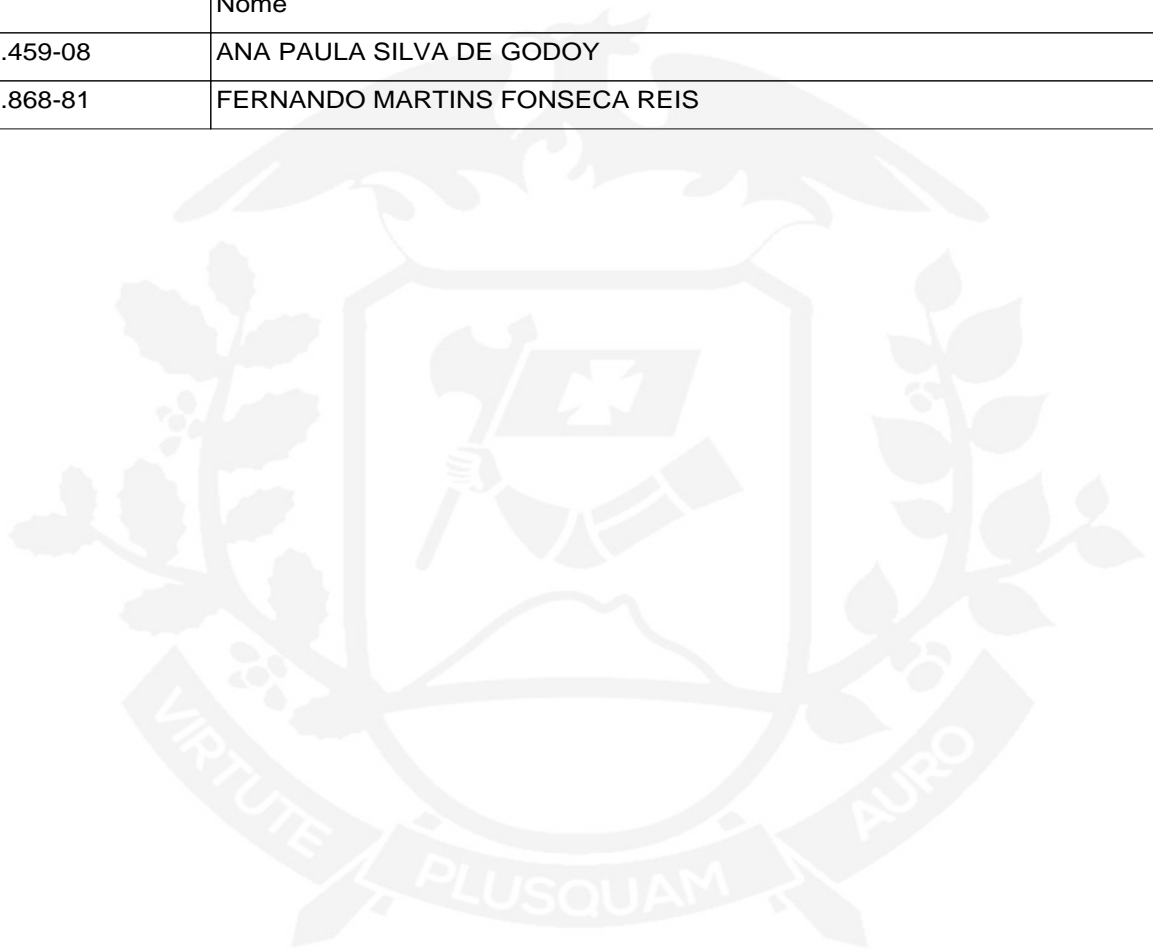 Nome
.459-08 ANA PAULA SILVA DE GODOY
.868-81 FERNANDO MARTINS FONSECA REIS
VIRTUTE PLUSQUAM AURO